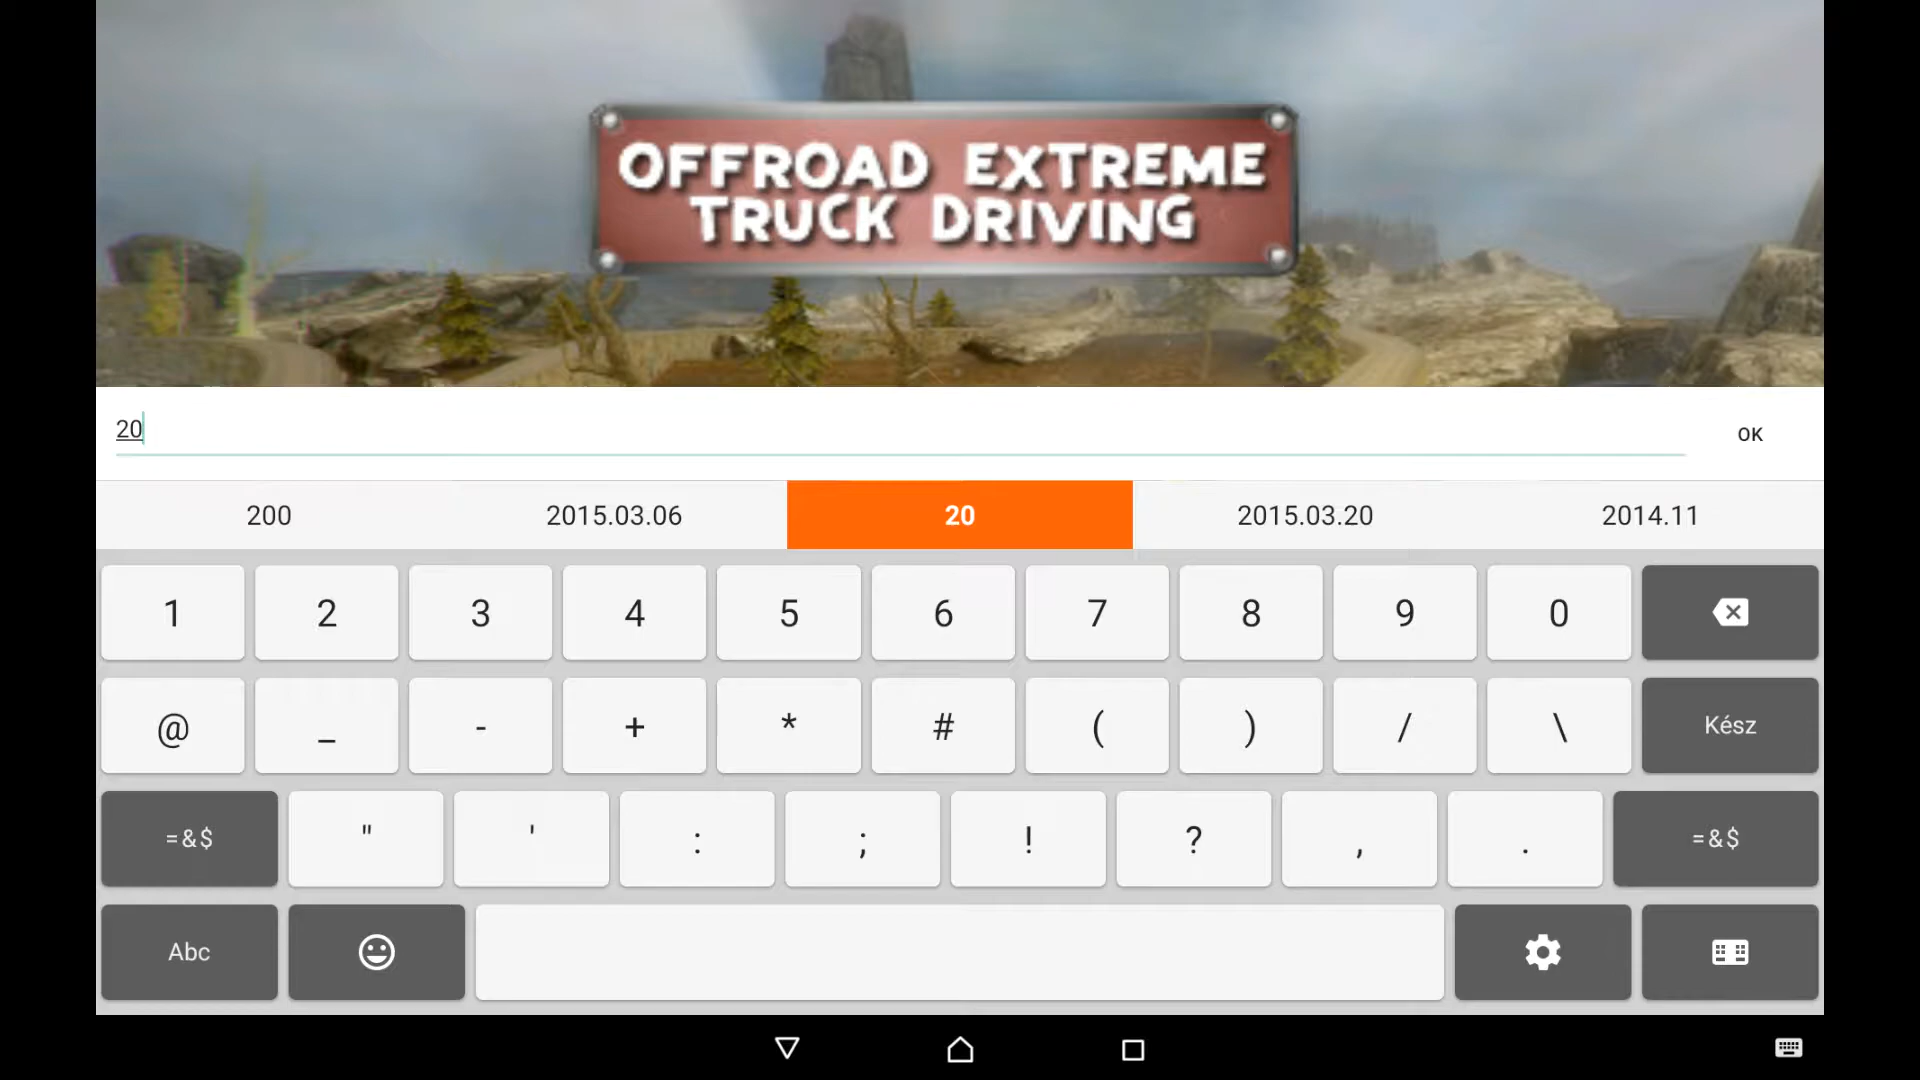 OFFROAD EXTREME
TRUCK DRIVING
20
OK
200 2015.03.06 20 2015.03.20 2014.11
1 2 3 4 5 6 7 8 9 0
@ _ - + * # ( ) / \ Kész
=&$ " ' : ; ! ? , . =&$
Abc